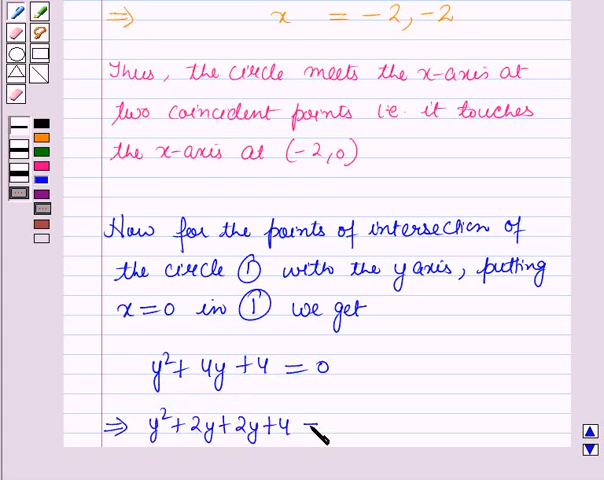 ⇒ x = -2, -2
Thus, the circle meets the x-axis at
two coincident points i.e. it touches
the x-axis at (-2,0)
Now for the points of intersection of
the circle ① with the y axis, putting
x=0 in ① we get
y²+ 4y +4 = 0
⇒ y² + 2y + 2y + 4 =